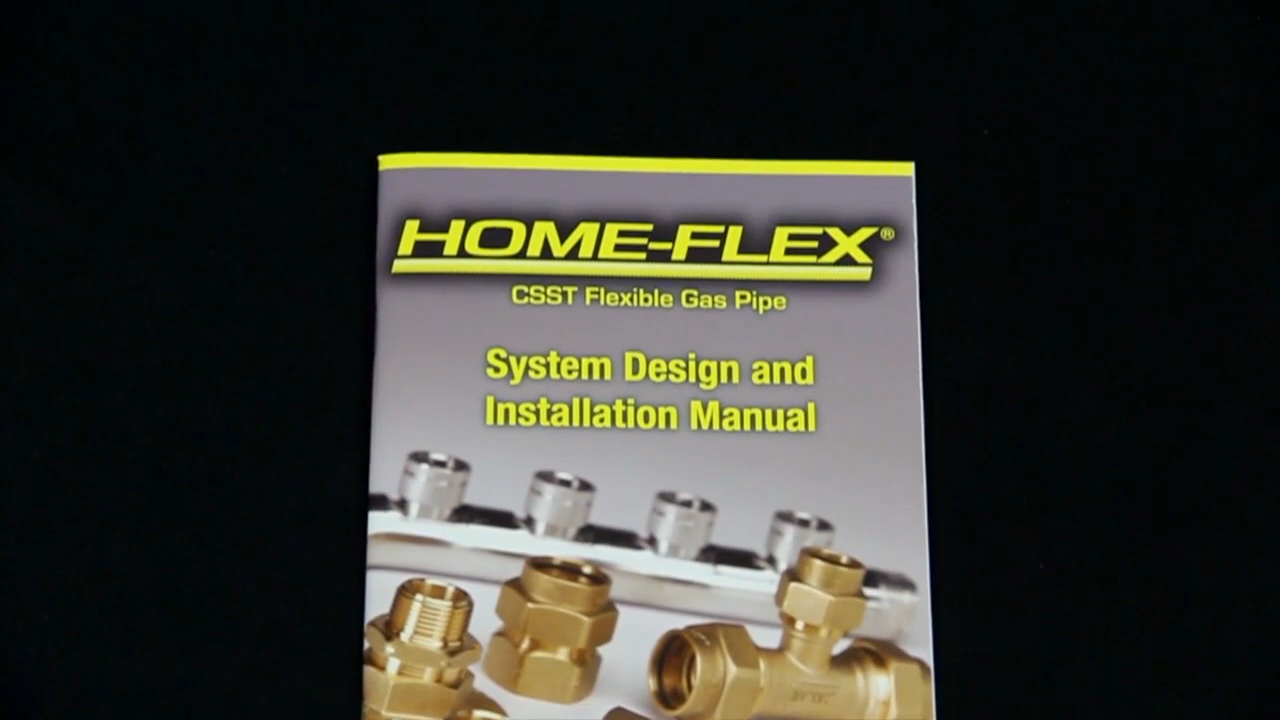 HOME-FLEX®
CSST Flexible Gas Pipe
System Design and
Installation Manual